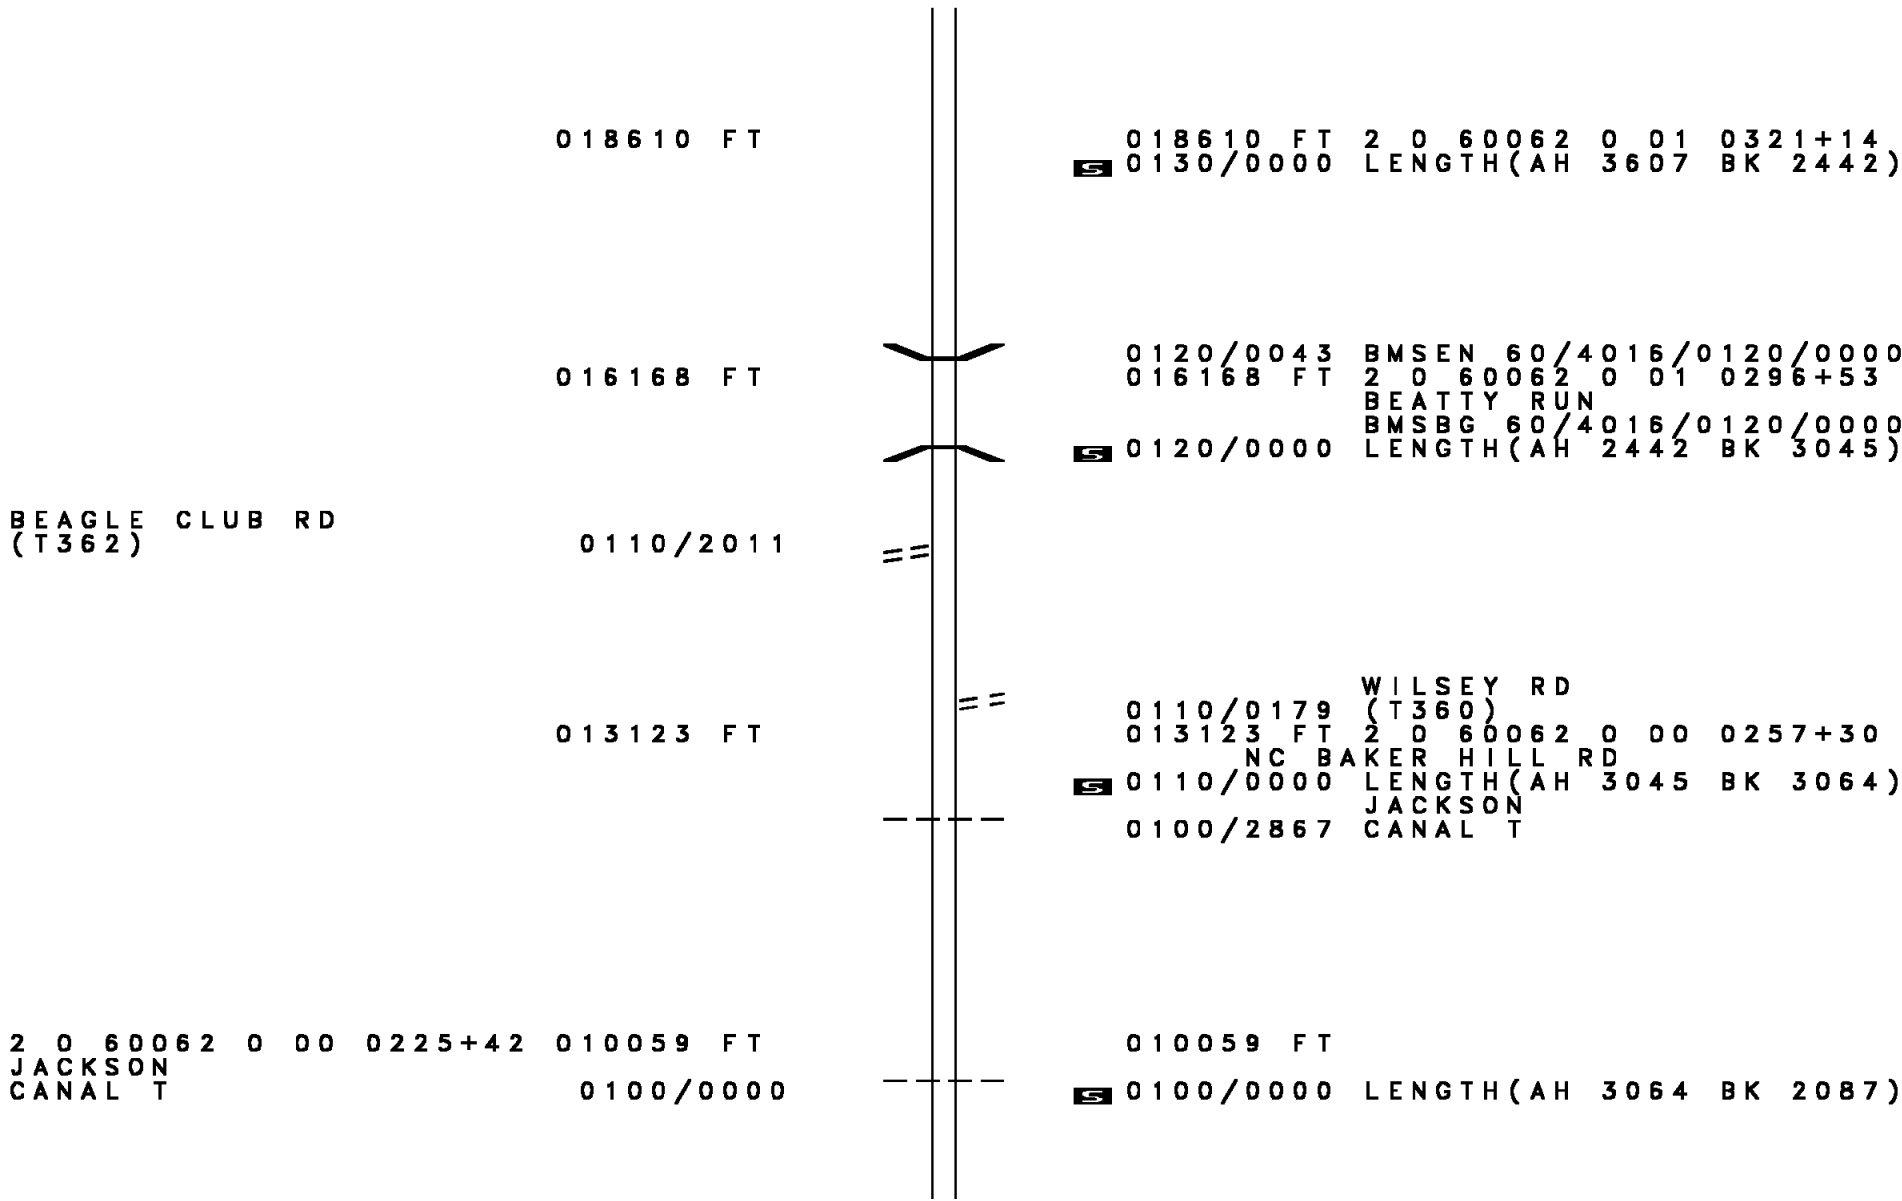 018610 FT 018610 FT 2 0 60062 0 01 0321+14
S 0130/0000 LENGTH(AH 3607 BK 2442)
0120/0043 BMSEN 60/4016/0120/0000
016168 FT 016168 FT 2 0 60062 0 01 0296+53
BEATTY RUN
BMSBG 60/4016/0120/0000
S 0120/0000 LENGTH(AH 2442 BK 3045)
BEAGLE CLUB RD
(T362) 0110/2011
WILSEY RD
0110/0179 (T360)
013123 FT 013123 FT 2 0 60062 0 00 0257+30
NC BAKER HILL RD
S 0110/0000 LENGTH(AH 3045 BK 3064)
JACKSON
0100/2867 CANAL T
2 0 60062 0 00 0225+42 010059 FT 010059 FT
JACKSON
CANAL T 0100/0000 S 0100/0000 LENGTH(AH 3064 BK 2087)